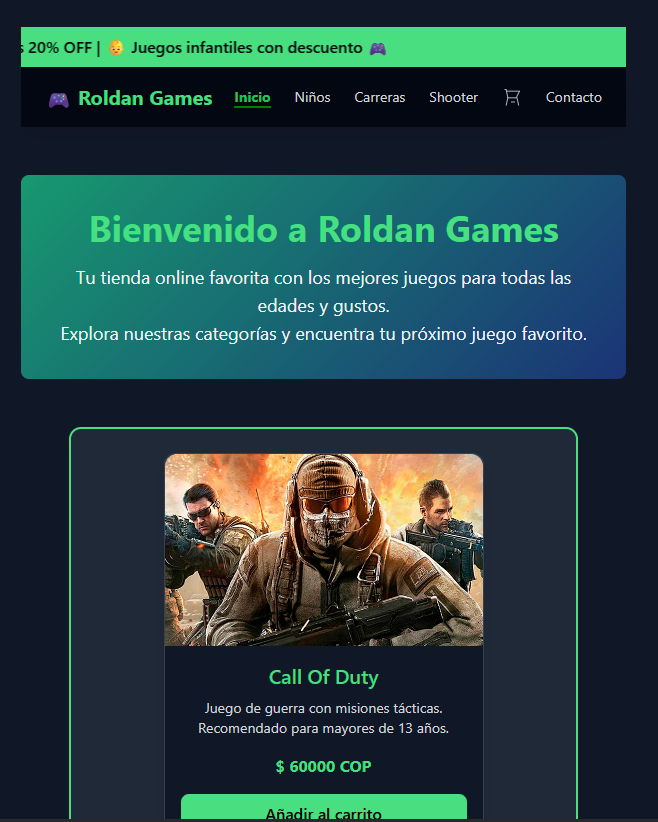 20% OFF | 👶 Juegos infantiles con descuento 🎮
🎮 Roldan Games Inicio Niños Carreras Shooter Contacto
Bienvenido a Roldan Games
Tu tienda online favorita con los mejores juegos para todas las
edades y gustos.
Explora nuestras categorías y encuentra tu próximo juego favorito.
Call Of Duty
Juego de guerra con misiones tácticas.
Recomendado para mayores de 13 años.
$ 60000 COP
Añadir al carrito